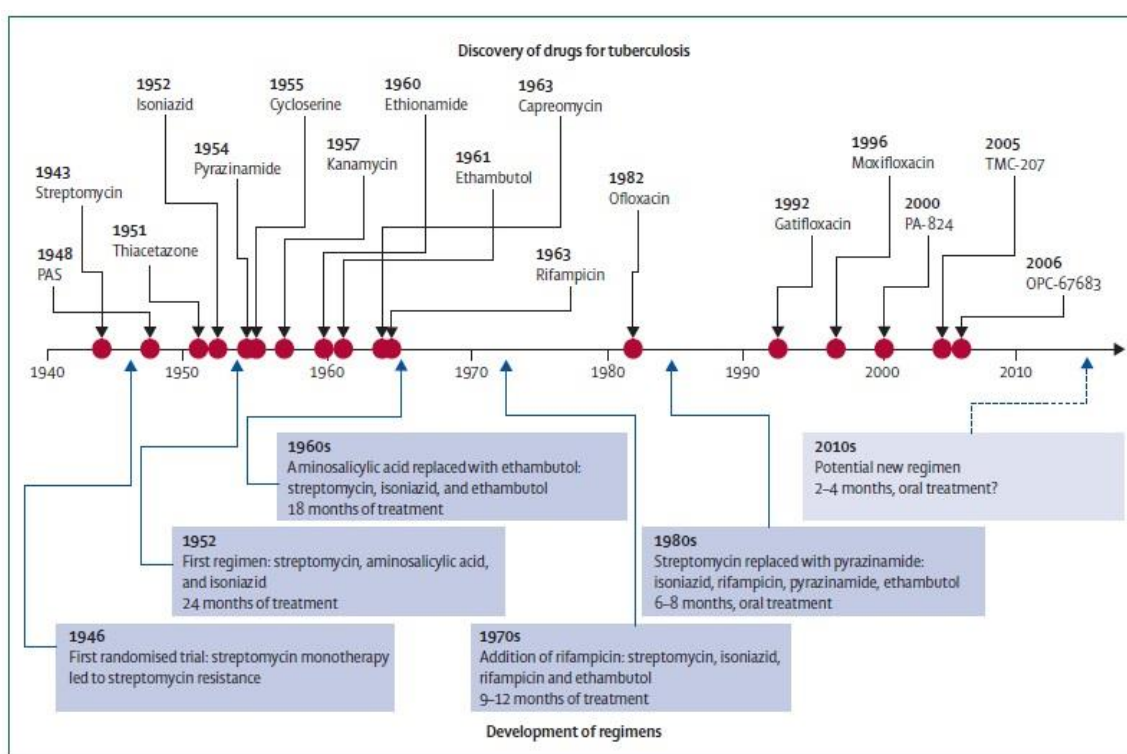 Discovery of drugs for tuberculosis
1943
Streptomycin
1948
PAS
1951
Thiacetazone
1952
Isoniazid
1954
Pyrazinamide
1955
Cycloserine
1957
Kanamycin
1960
Ethionamide
1961
Ethambutol
1963
Capreomycin
1963
Rifampicin
1982
Ofloxacin
1992
Gatifloxacin
1996
Moxifloxacin
2000
PA-824
2005
TMC-207
2006
OPC-67683
1940
1950
1960
1970
1980
1990
2000
2010
1946
First randomised trial: streptomycin monotherapy
led to streptomycin resistance
1952
First regimen: streptomycin, aminosalicylic acid,
and isoniazid
24 months of treatment
1960s
Aminosalicylic acid replaced with ethambutol:
streptomycin, isoniazid, and ethambutol
18 months of treatment
1970s
Addition of rifampicin: streptomycin, isoniazid,
rifampicin and ethambutol
9–12 months of treatment
1980s
Streptomycin replaced with pyrazinamide:
isoniazid, rifampicin, pyrazinamide, ethambutol
6–8 months, oral treatment
2010s
Potential new regimen
2–4 months, oral treatment?
Development of regimens